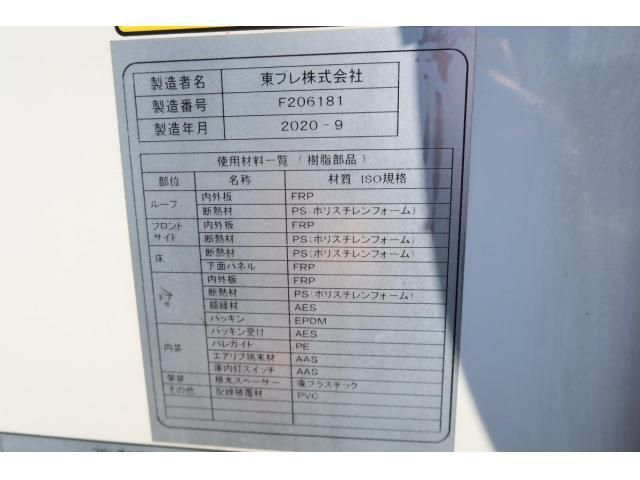 製造者名 東プレ株式会社
製造番号 F206181
製造年月 2020-9
使用材料一覧 (樹脂部品)
部位 名称 材質 ISO規格
ルーフ 内外板 FRP
断熱材 PS(ポリスチレンフォーム)
フロント サイド 内外板 FRP
断熱材 PS(ポリスチレンフォーム)
床 断熱材 PS(ポリスチレンフォーム)
下面パネル FRP
ドア 内外板 FRP
断熱材 PS(ポリスチレンフォーム)
額縁材 AES
パッキン EPDM
内装 パッキン受け AES
ハレガイト PE
エアリブ端末材 AAS
庫内灯スイッチ AAS
架装 根太スペーサー 廃プラスチック
その他 配線被覆材 PVC